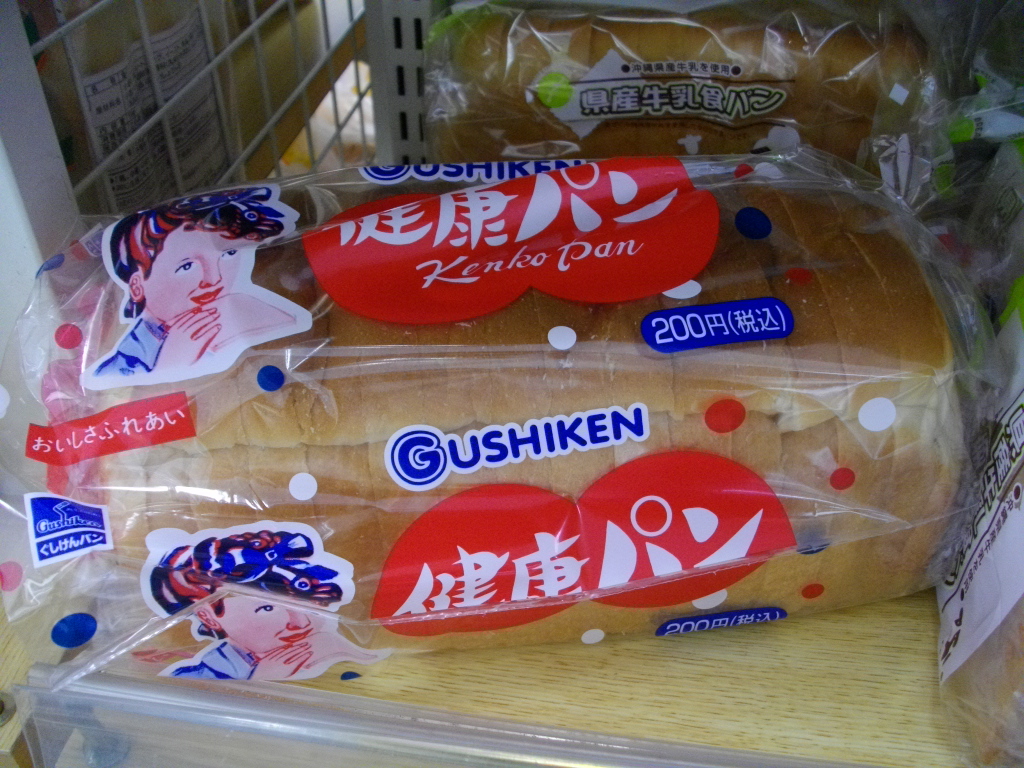 ●沖縄県産牛乳を使用●
県産牛乳食パン
GUSHIKEN
健康パン
Kenko Pan
200円(税込)
おいしさふれあい
GUSHIKEN
Gushiken
ぐしけんパン
健康パン
200円(税込)